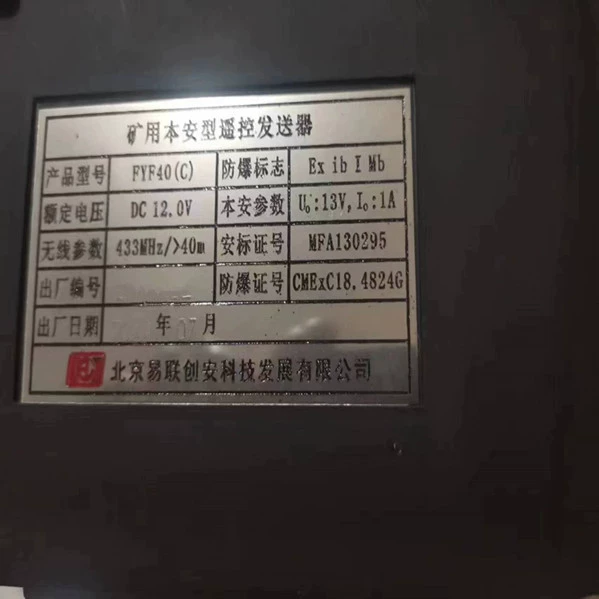 矿用本安型遥控发送器
产品型号 FYF40(C) 防爆标志 Ex ib I Mb
额定电压 DC 12.0V 本安参数 U₀:13V,I₀:1A
无线参数 433MHz/>40m 安标证号 MFA130295
出厂编号 防爆证号 CMExC18.4824G
出厂日期 年 月
北京易联创安科技发展有限公司